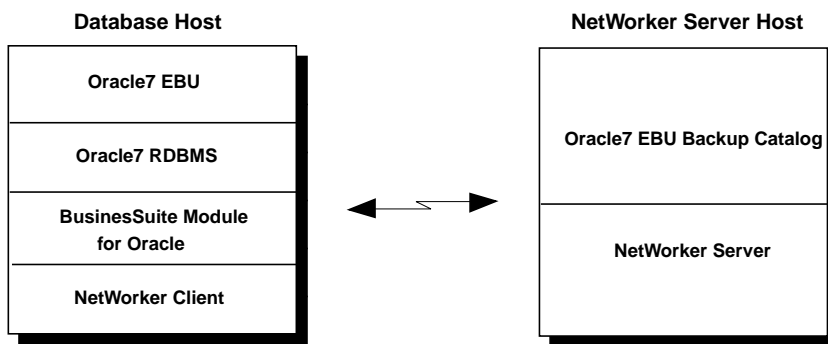 Database Host
Oracle7 EBU
Oracle7 RDBMS
BusinesSuite Module
for Oracle
NetWorker Client
NetWorker Server Host
Oracle7 EBU Backup Catalog
NetWorker Server